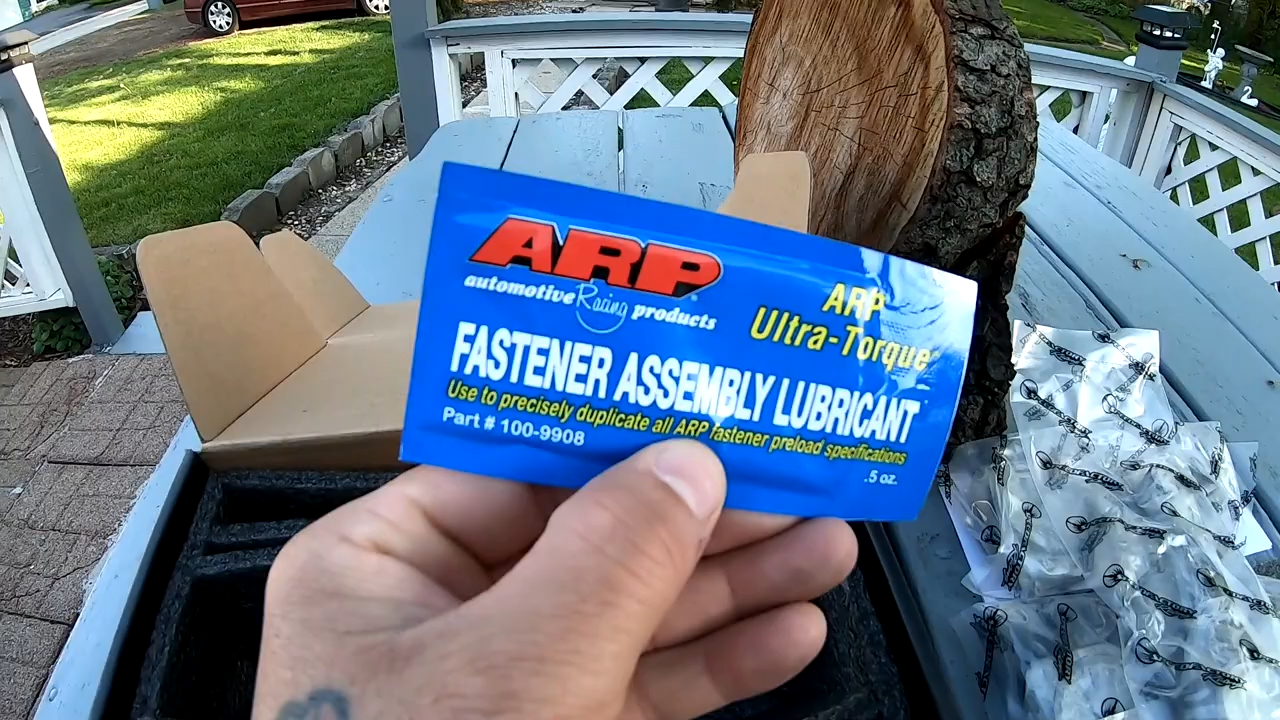 ARP
automotive Racing products
ARP
Ultra-Torque
FASTENER ASSEMBLY LUBRICANT
Use to precisely duplicate all ARP fastener preload specifications
Part # 100-9908
.5 oz.